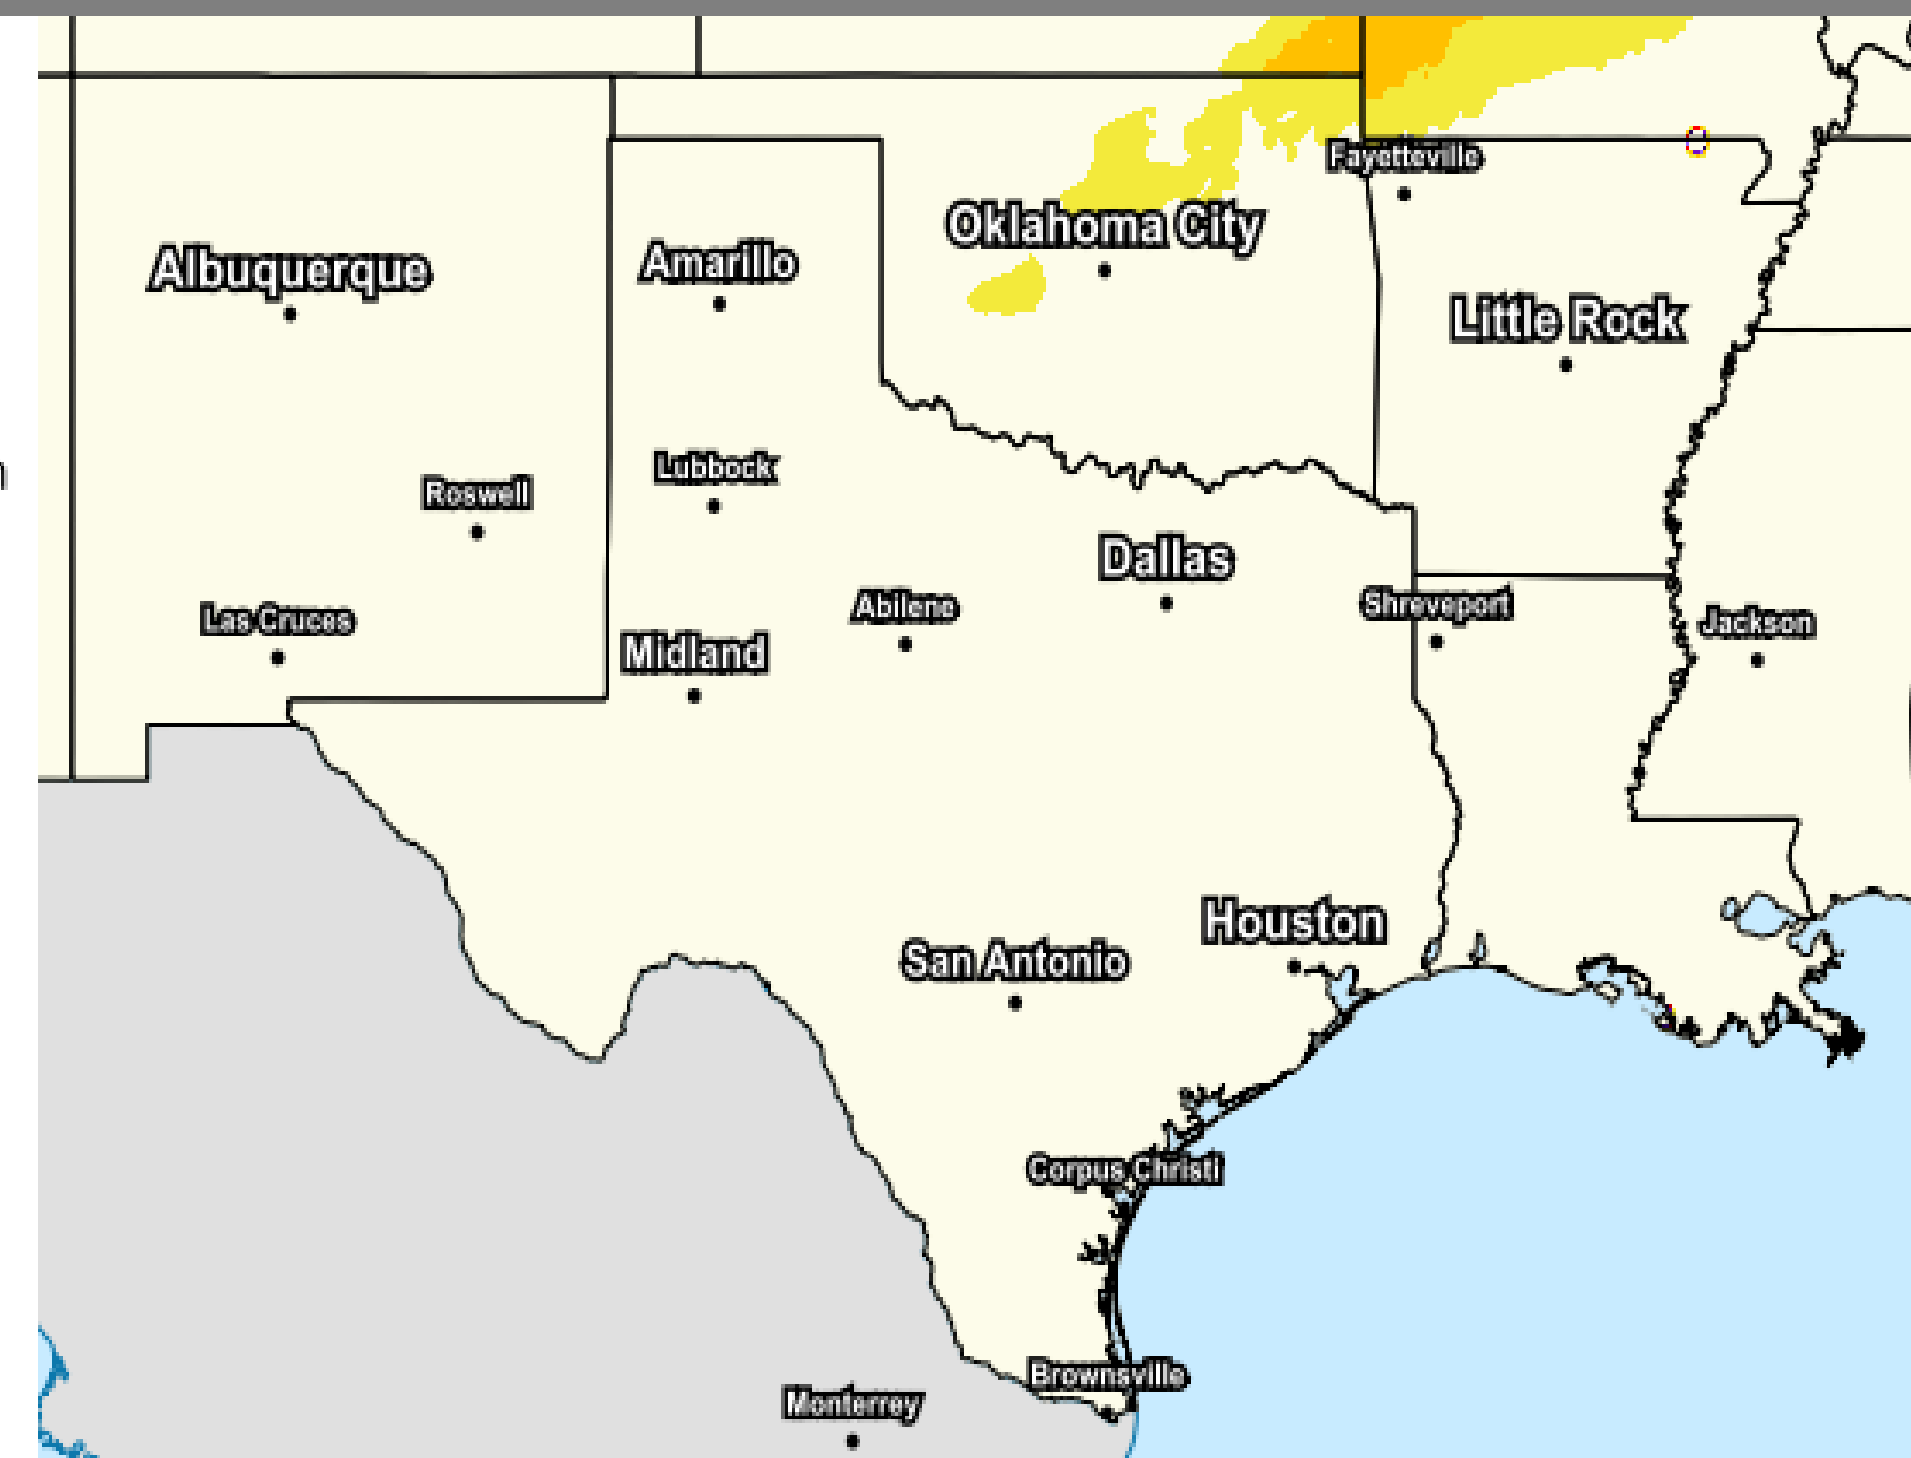 Fayetteville
Oklahoma City
Albuquerque
Amarillo
Little Rock
Lubbock
Roswell
Dallas
Las Cruces
Abilene
Shreveport
Jackson
Midland
Houston
San Antonio
Corpus Christi
Brownsville
Monterrey